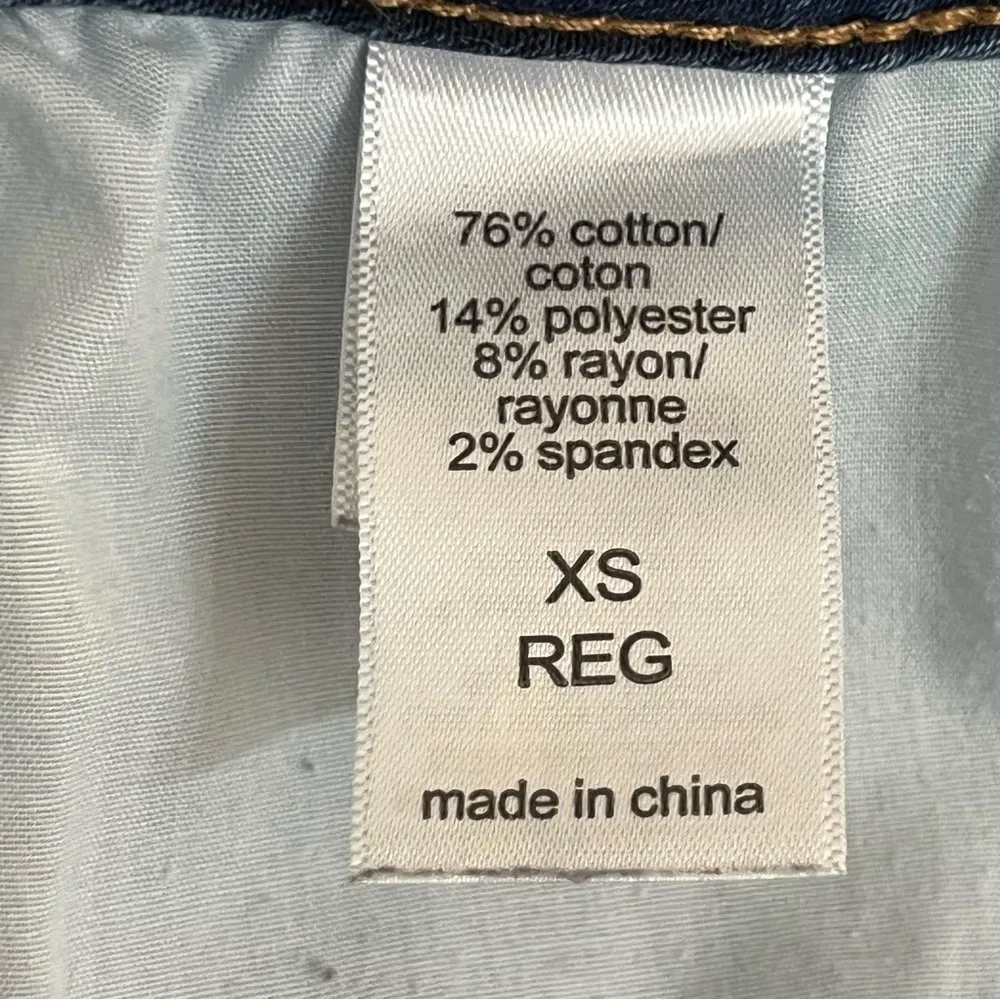 76% cotton/
coton
14% polyester
8% rayon/
rayonne
2% spandex
XS
REG
made in china